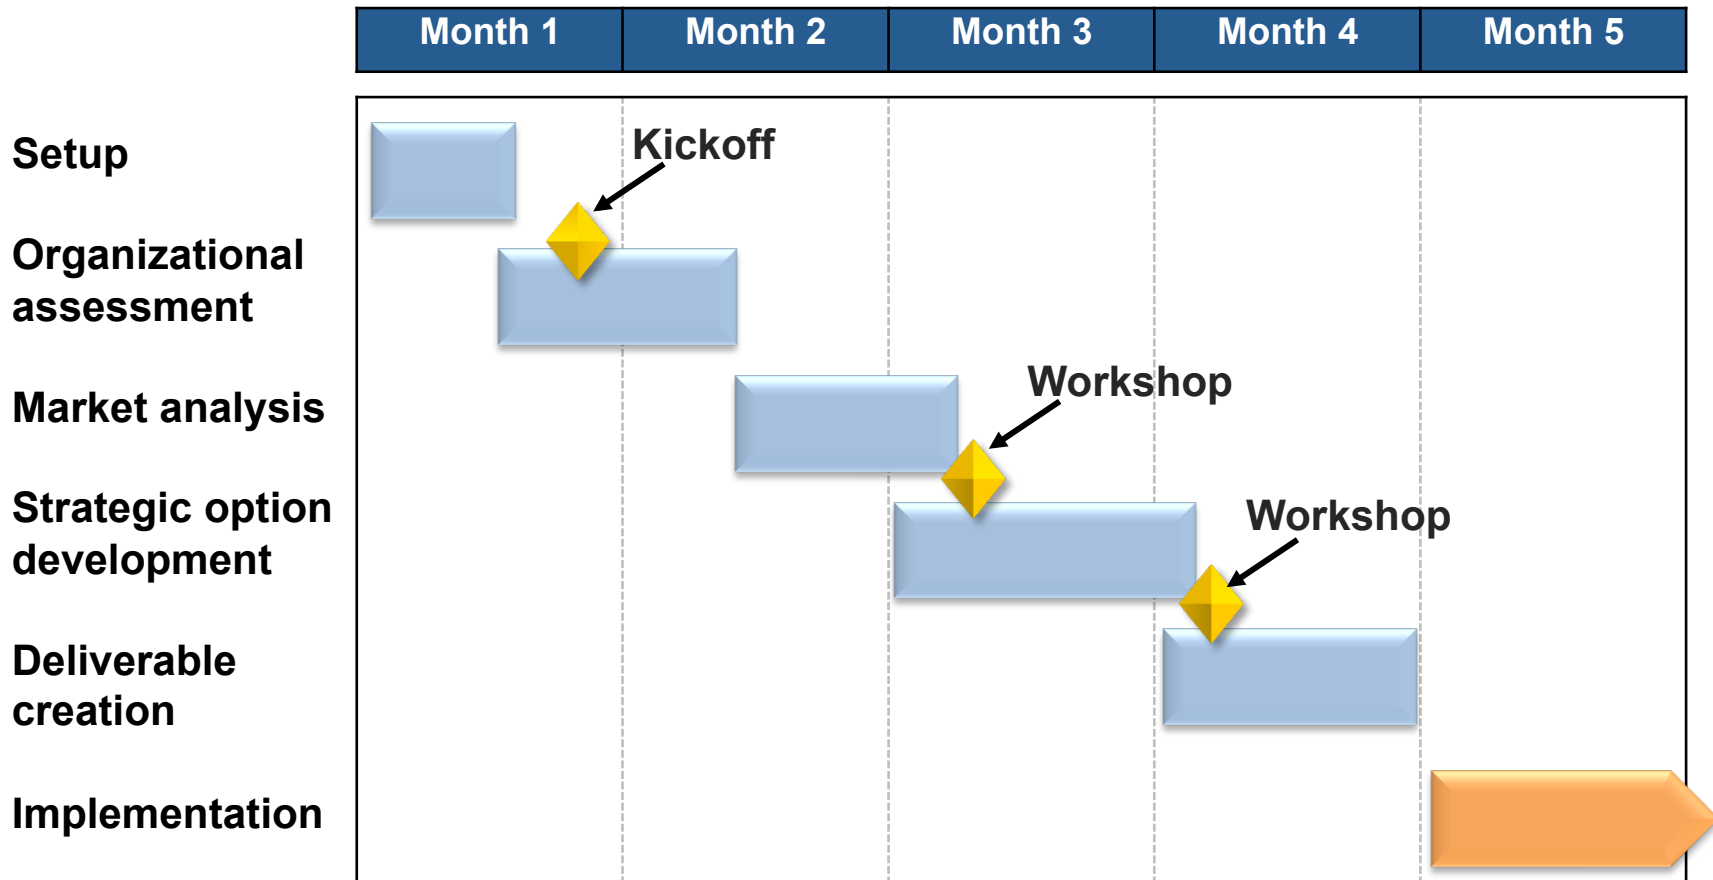 Month 1
Month 2
Month 3
Month 4
Month 5
Setup
Kickoff
Organizational
assessment
Market analysis
Workshop
Strategic option
development
Workshop
Deliverable
creation
Implementation